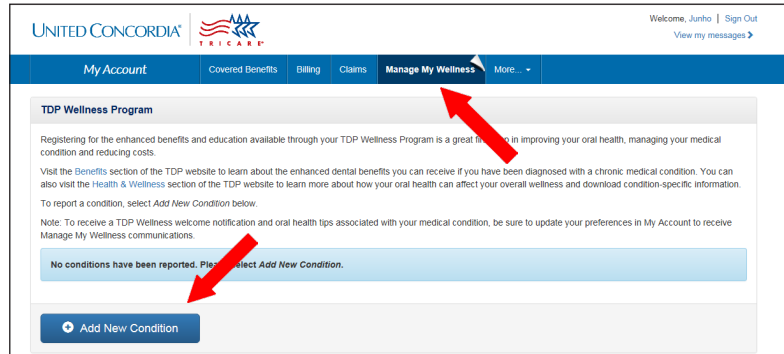 UNITED CONCORDIA®
TRICARE®
Welcome, Junho | Sign Out
View my messages
My Account Covered Benefits Billing Claims Manage My Wellness More...
TDP Wellness Program
Registering for the enhanced benefits and education available through your TDP Wellness Program is a great in improving your oral health, managing your medical
condition and reducing costs.
Visit the Benefits section of the TDP website to learn about the enhanced dental benefits you can receive if you have been diagnosed with a chronic medical condition. You can
also visit the Health & Wellness section of the TDP website to learn more about how your oral health can affect your overall wellness and download condition-specific information.
To report a condition, select Add New Condition below.
Note: To receive a TDP Wellness welcome notification and oral health tips associated with your medical condition, be sure to update your preferences in My Account to receive
Manage My Wellness communications.
No conditions have been reported. Please select Add New Condition.
Add New Condition